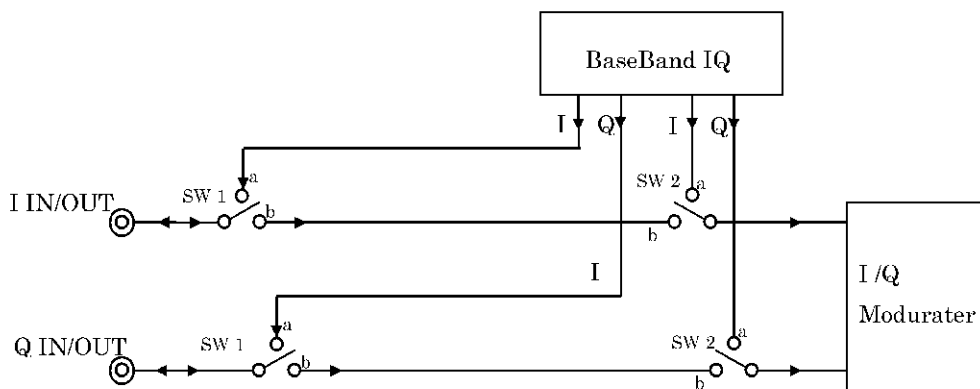 BaseBand IQ
I Q I Q
a
SW 1
b
SW 2
a
b
I IN/OUT
I
I /Q
Modurater
a
SW 1
b
SW 2
a
b
Q IN/OUT